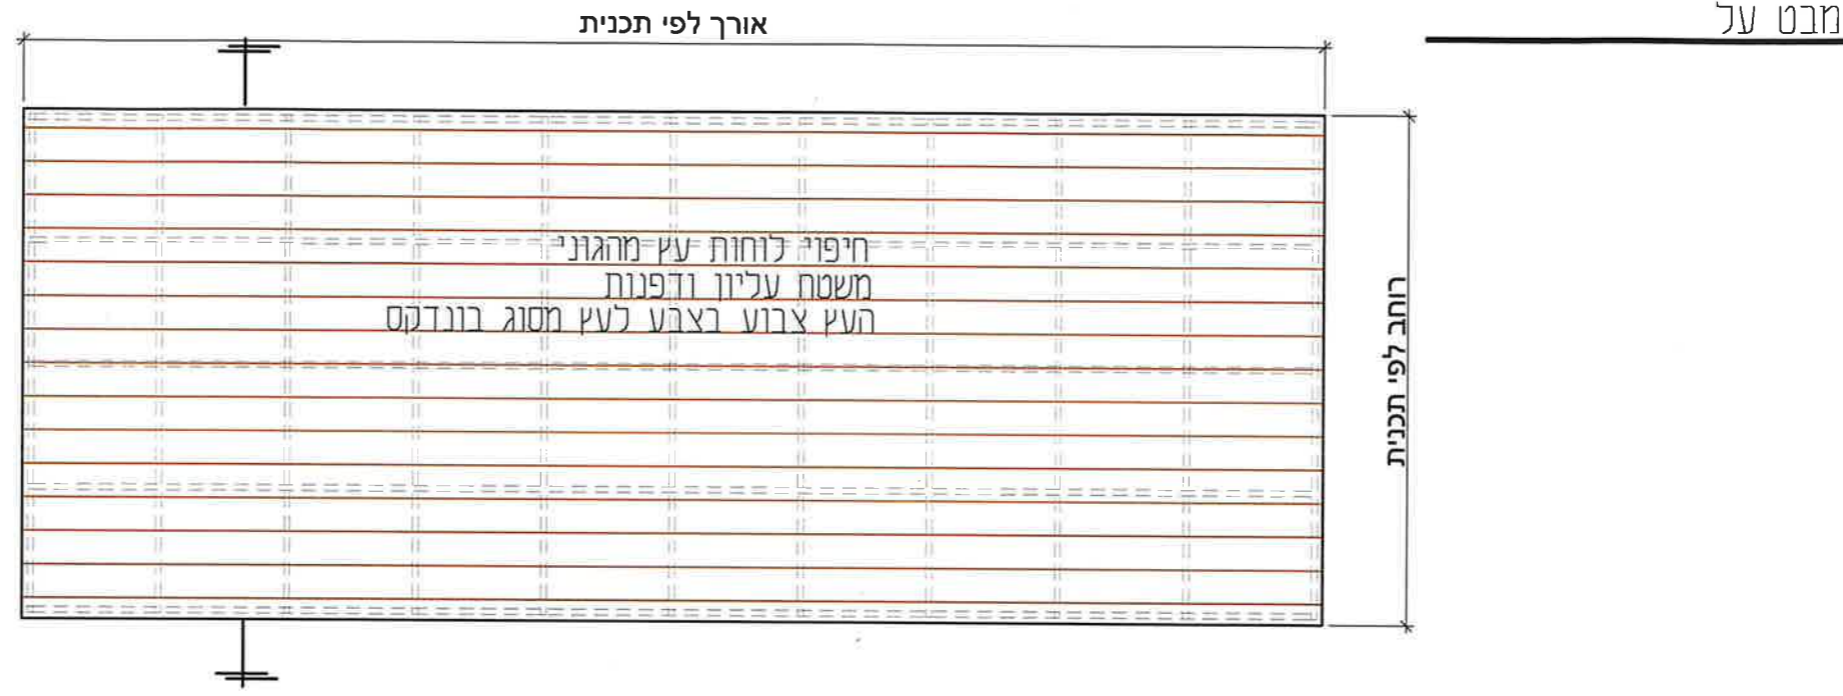 מבט על
אורך לפי תכנית
חיפוי לוחות עץ מהגוני
משטח עליון ודפנות
העץ צבוע בצבע לעץ מסוג בונדקס
רוחב לפי תכנית